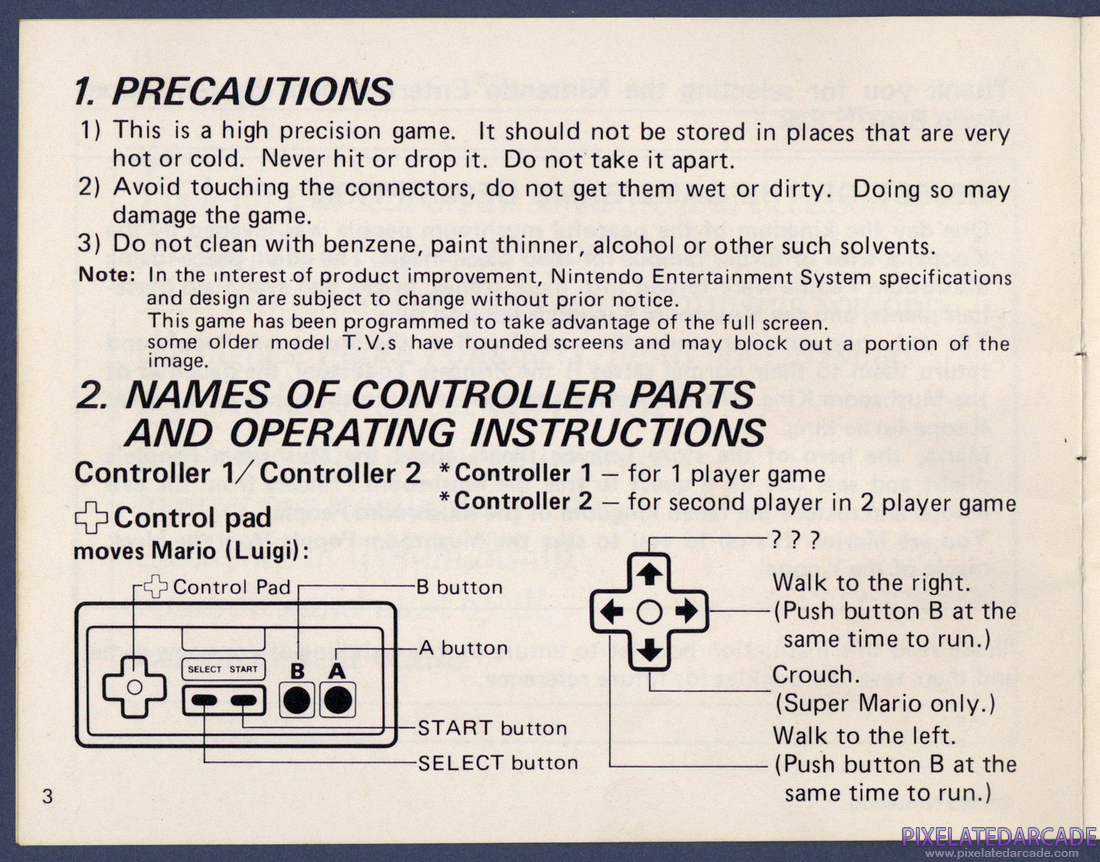 1. PRECAUTIONS
1) This is a high precision game. It should not be stored in places that are very
hot or cold. Never hit or drop it. Do not take it apart.
2) Avoid touching the connectors, do not get them wet or dirty. Doing so may
damage the game.
3) Do not clean with benzene, paint thinner, alcohol or other such solvents.
Note: In the interest of product improvement, Nintendo Entertainment System specifications
and design are subject to change without prior notice.
This game has been programmed to take advantage of the full screen.
some older model T.V.s have rounded screens and may block out a portion of the
image.
2. NAMES OF CONTROLLER PARTS
AND OPERATING INSTRUCTIONS
Controller 1/Controller 2 *Controller 1 – for 1 player game
*Controller 2 – for second player in 2 player game
Control pad
moves Mario (Luigi):
Control Pad
B button
A button
SELECT START
B A
START button
SELECT button
? ? ?
Walk to the right.
(Push button B at the
same time to run.)
Crouch.
(Super Mario only.)
Walk to the left.
(Push button B at the
same time to run.)
3
PIXELATEDARCADE
www.pixelatedarcade.com